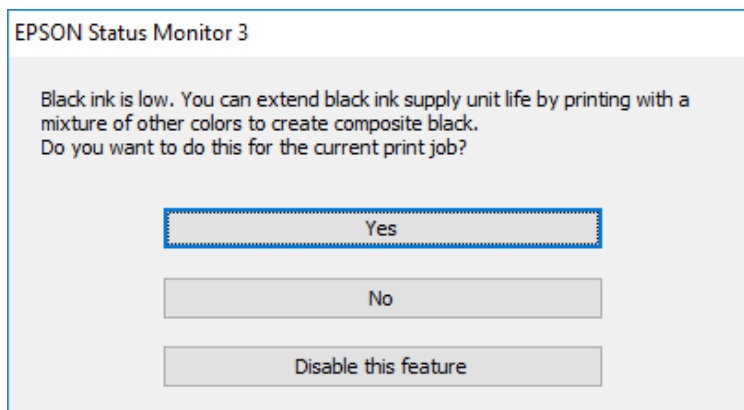 EPSON Status Monitor 3
Black ink is low. You can extend black ink supply unit life by printing with a
mixture of other colors to create composite black.
Do you want to do this for the current print job?
Yes
No
Disable this feature